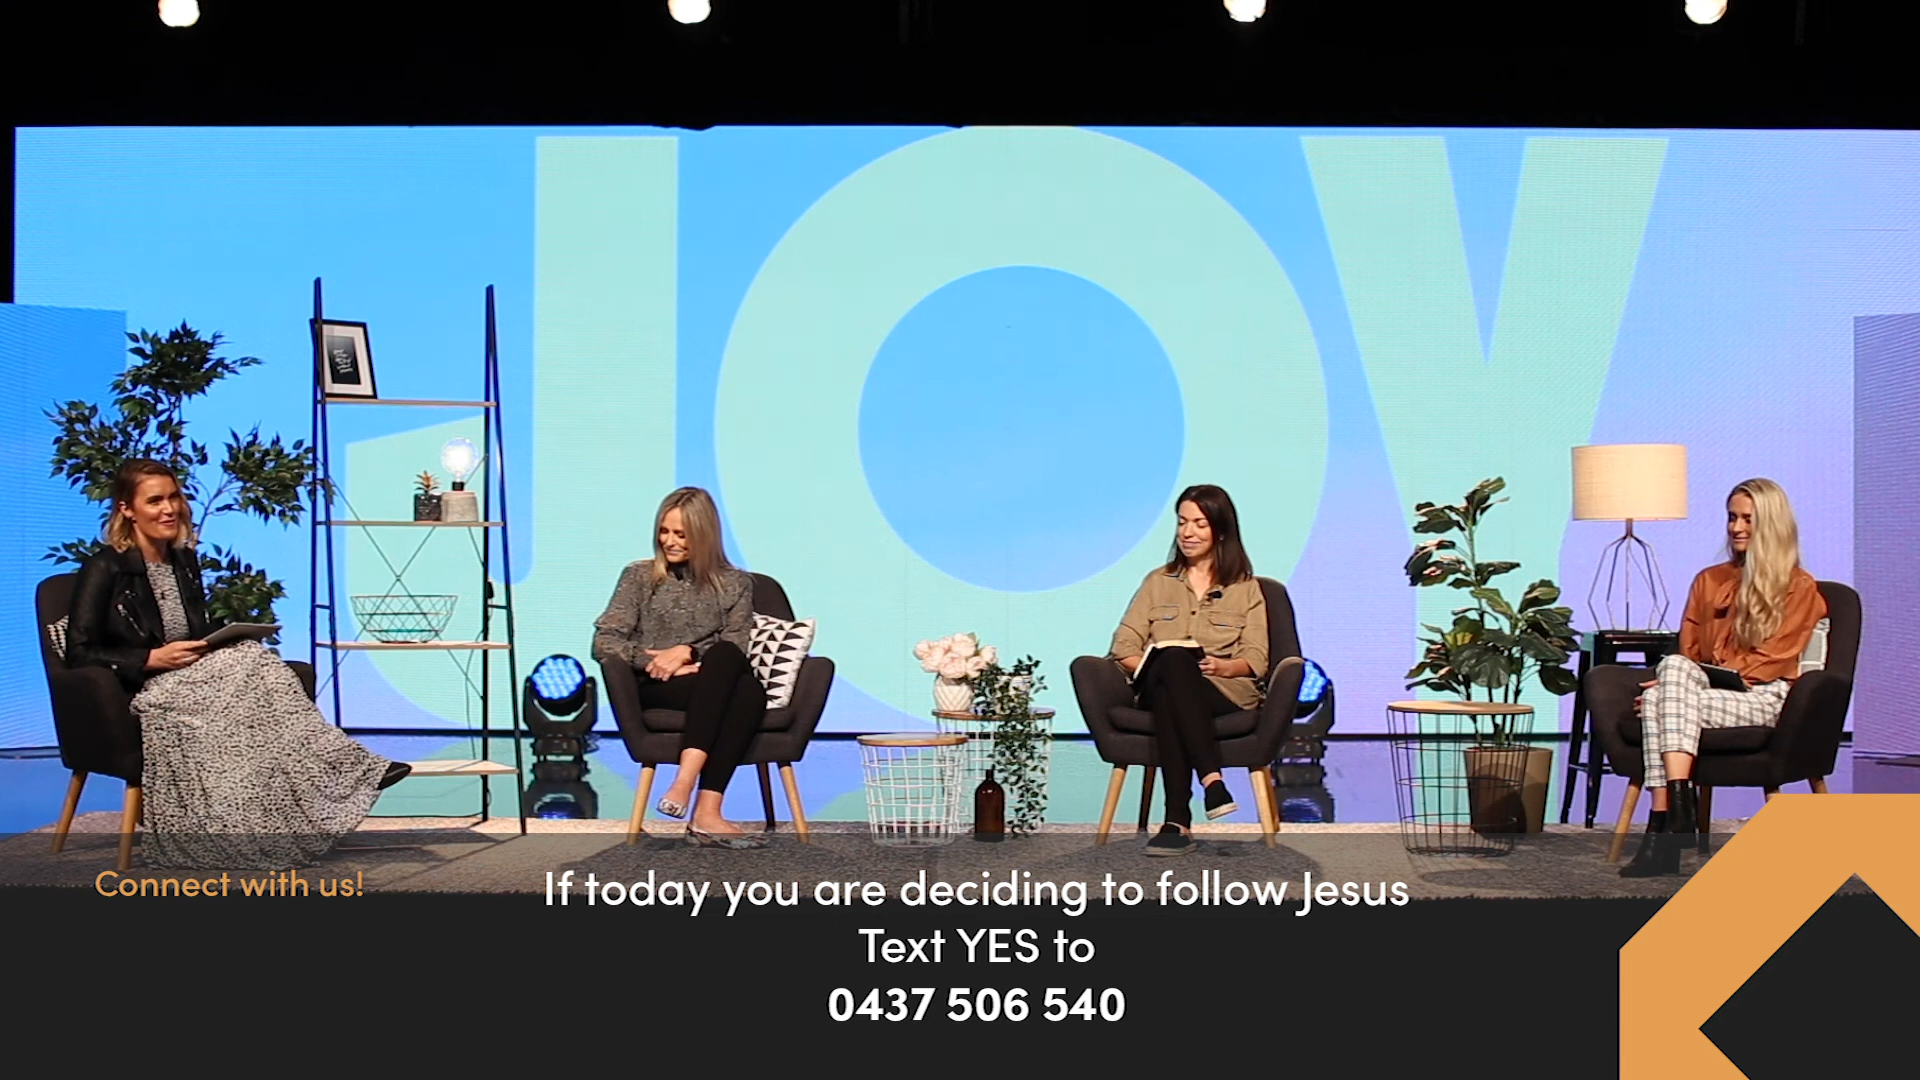 JOY
Connect with us!
If today you are deciding to follow Jesus
Text YES to
0437 506 540